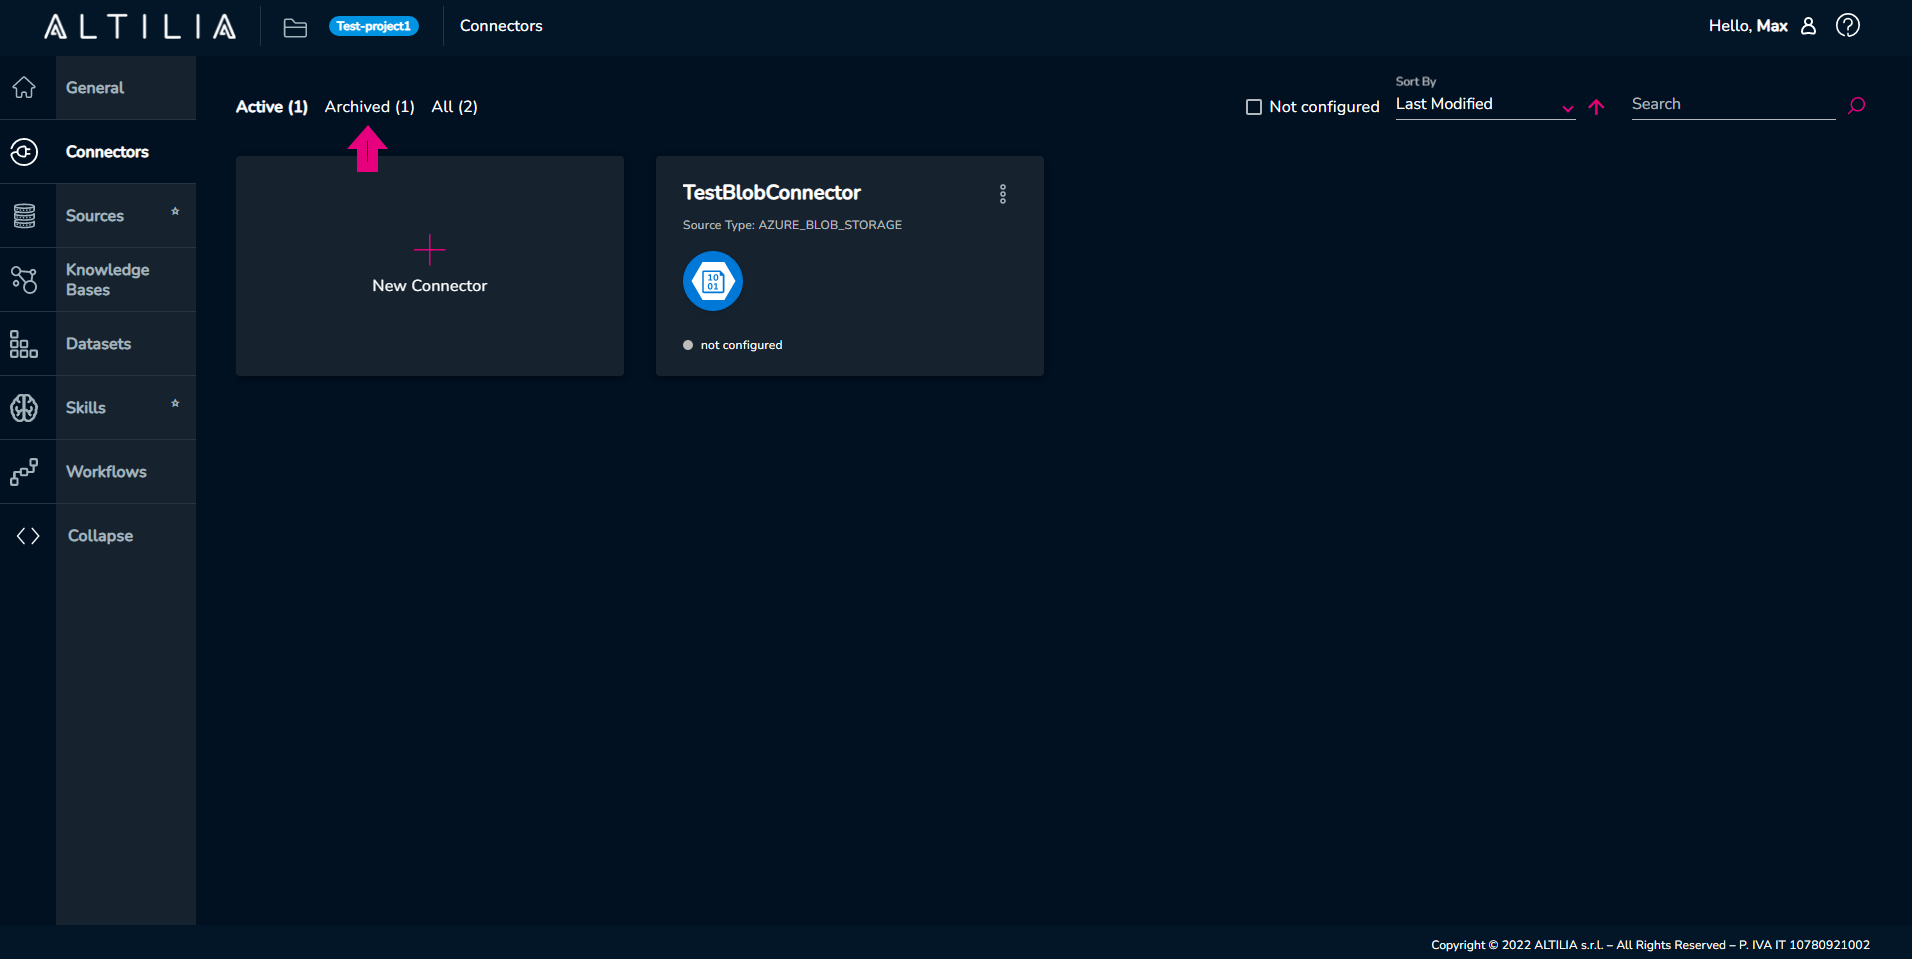 ALTILIA
Test-project1
Connectors
Hello, Max
General
Connectors
Sources
Knowledge
Bases
Datasets
Skills
Workflows
Collapse
Active (1) Archived (1) All (2)
Not configured
Sort By
Last Modified
Search
New Connector
TestBlobConnector
Source Type: AZURE_BLOB_STORAGE
10
01
not configured
Copyright © 2022 ALTILIA s.r.l. – All Rights Reserved – P. IVA IT 10780921002